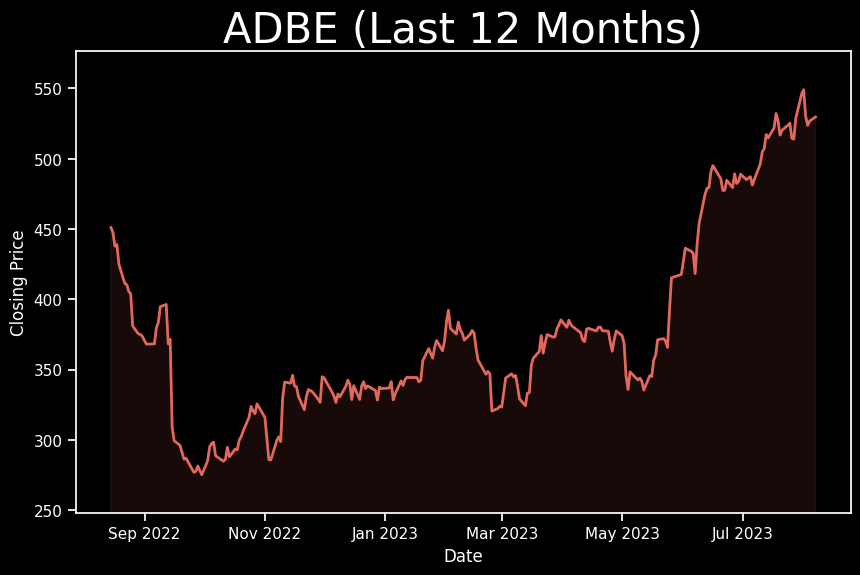 ADBE (Last 12 Months)
Closing Price
550
500
450
400
350
300
250
Sep 2022
Nov 2022
Jan 2023
Mar 2023
May 2023
Jul 2023
Date